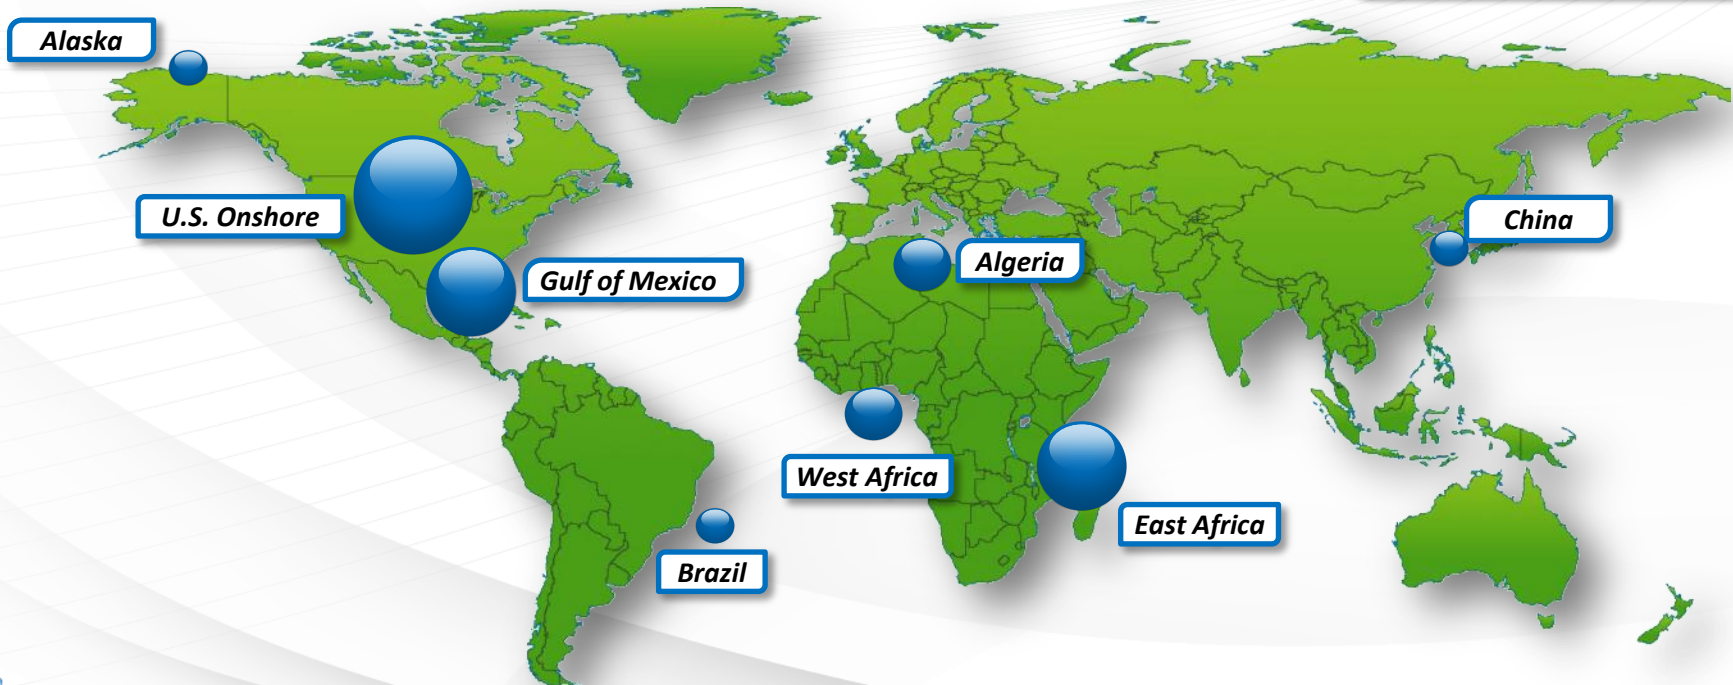 Alaska
U.S. Onshore
China
Algeria
Gulf of Mexico
West Africa
East Africa
Brazil